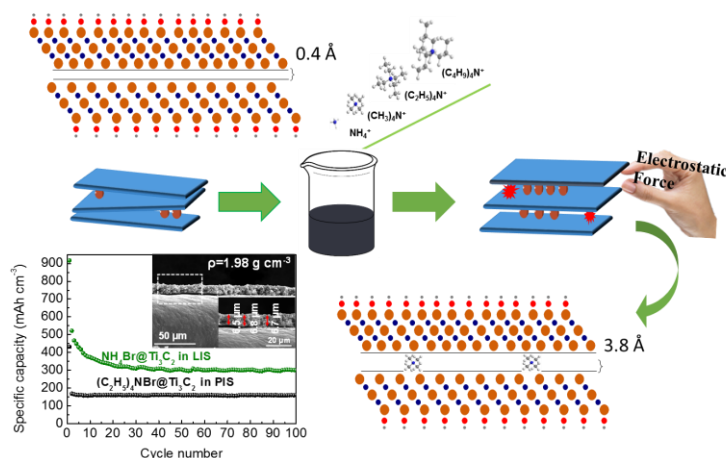 0.4 Å
(C₄H₉)₄N⁺
(C₂H₅)₄N⁺
(CH₃)₄N⁺
NH₄⁺
Electrostatic
Force
Specific capacity (mAh cm⁻³)
900
800
700
600
500
400
300
200
100
0 10 20 30 40 50 60 70 80 90 100
Cycle number
ρ=1.98 g cm⁻³
50 μm
20 μm
NH₄Br@Ti₃C₂ in LIS
(C₂H₅)₄NBr@Ti₃C₂ in PIS
3.8 Å